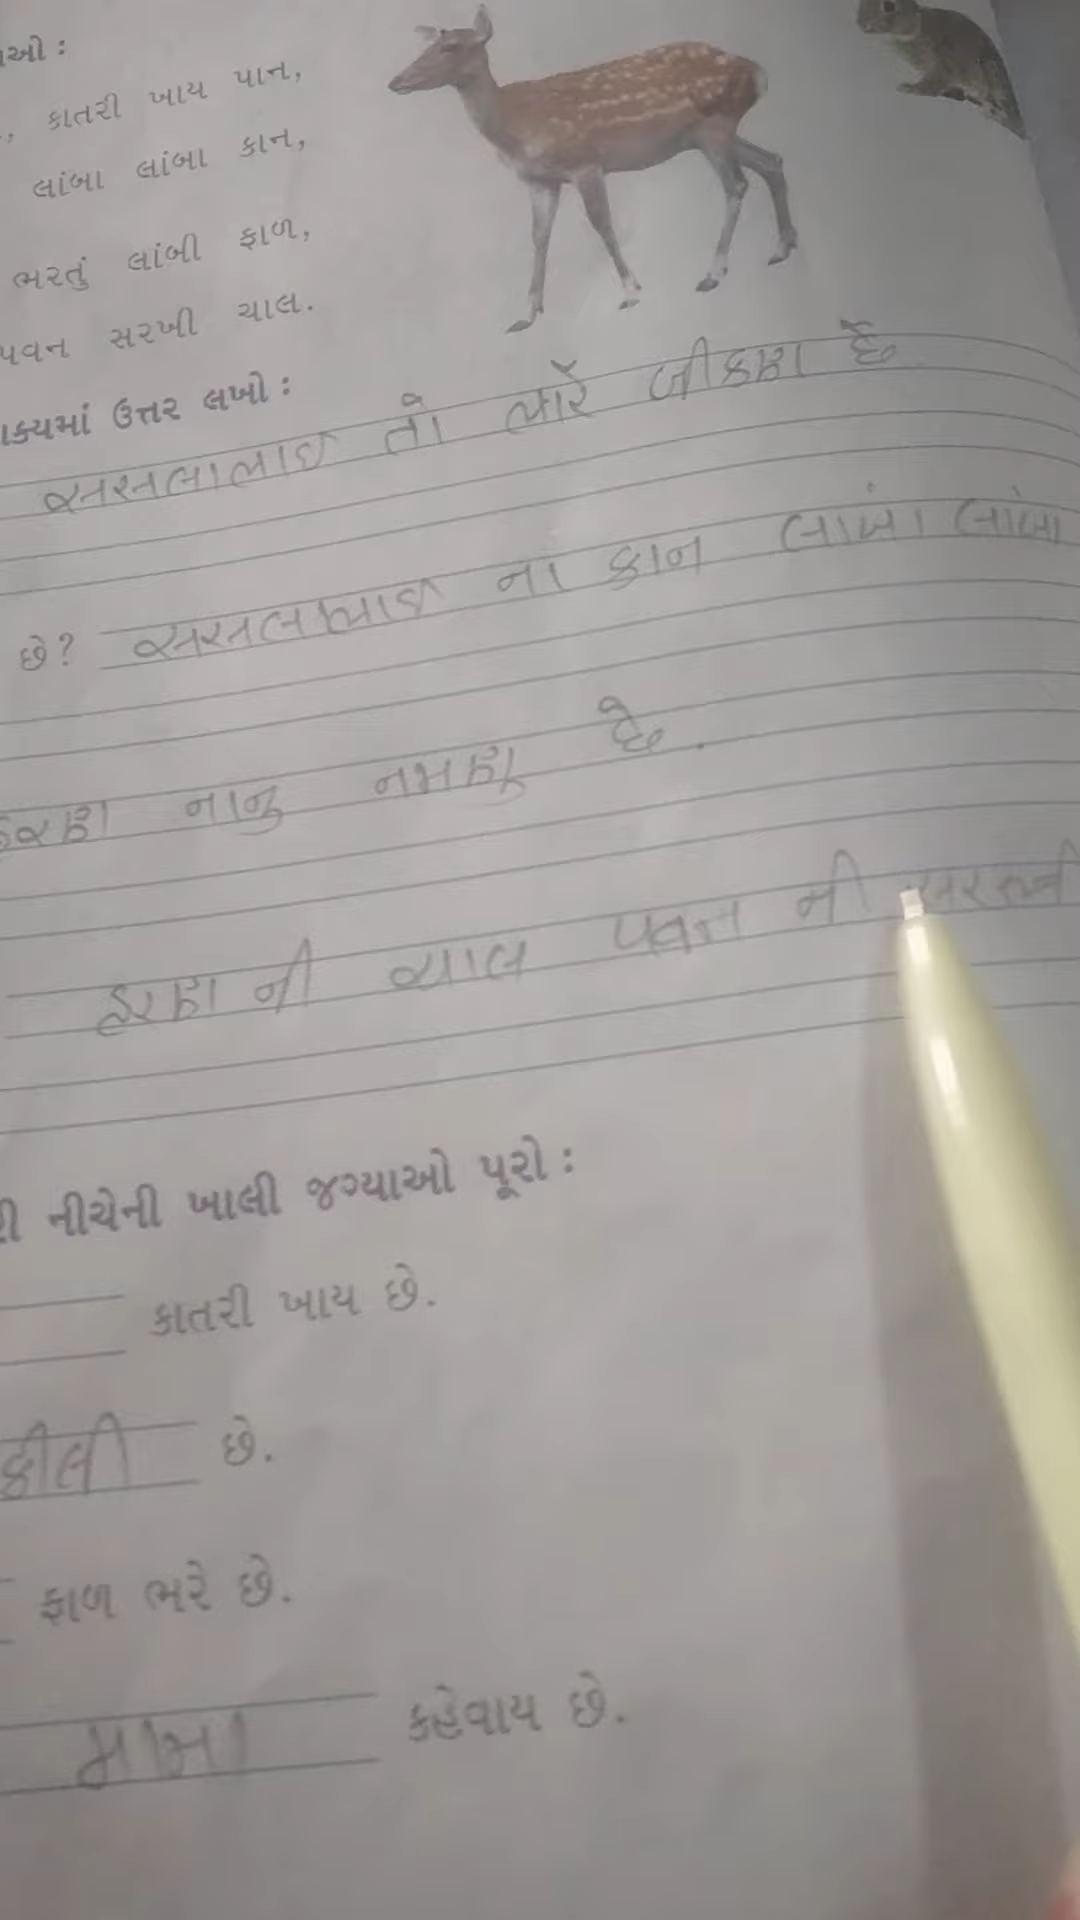 ઓ :
, કાતરી ખાય પાન,
લાંબા લાંબા કાન,
ભરતું લાંબી ફાળ,
પવન સરખી ચાલ.
વાક્યમાં ઉત્તર લખો :
સસલાભાઈ તો ભારે બીકણ છે
છે? સસલભાઈ ના કાન લાંબા લાંબા
હરણ નાનુ નમણુ છે.
હરણ ની ચાલ પવન ની સરખી
નીચેની ખાલી જગ્યાઓ પૂરો :
કાતરી ખાય છે.
છે.
ફાળ ભરે છે.
મામા કહેવાય છે.